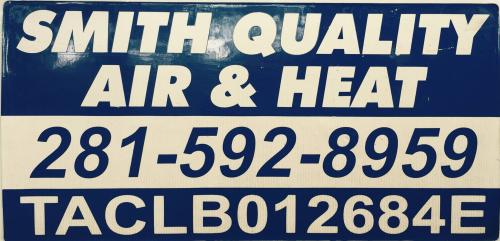 SMITH QUALITY
AIR & HEAT
281-592-8959
TACLB012684E